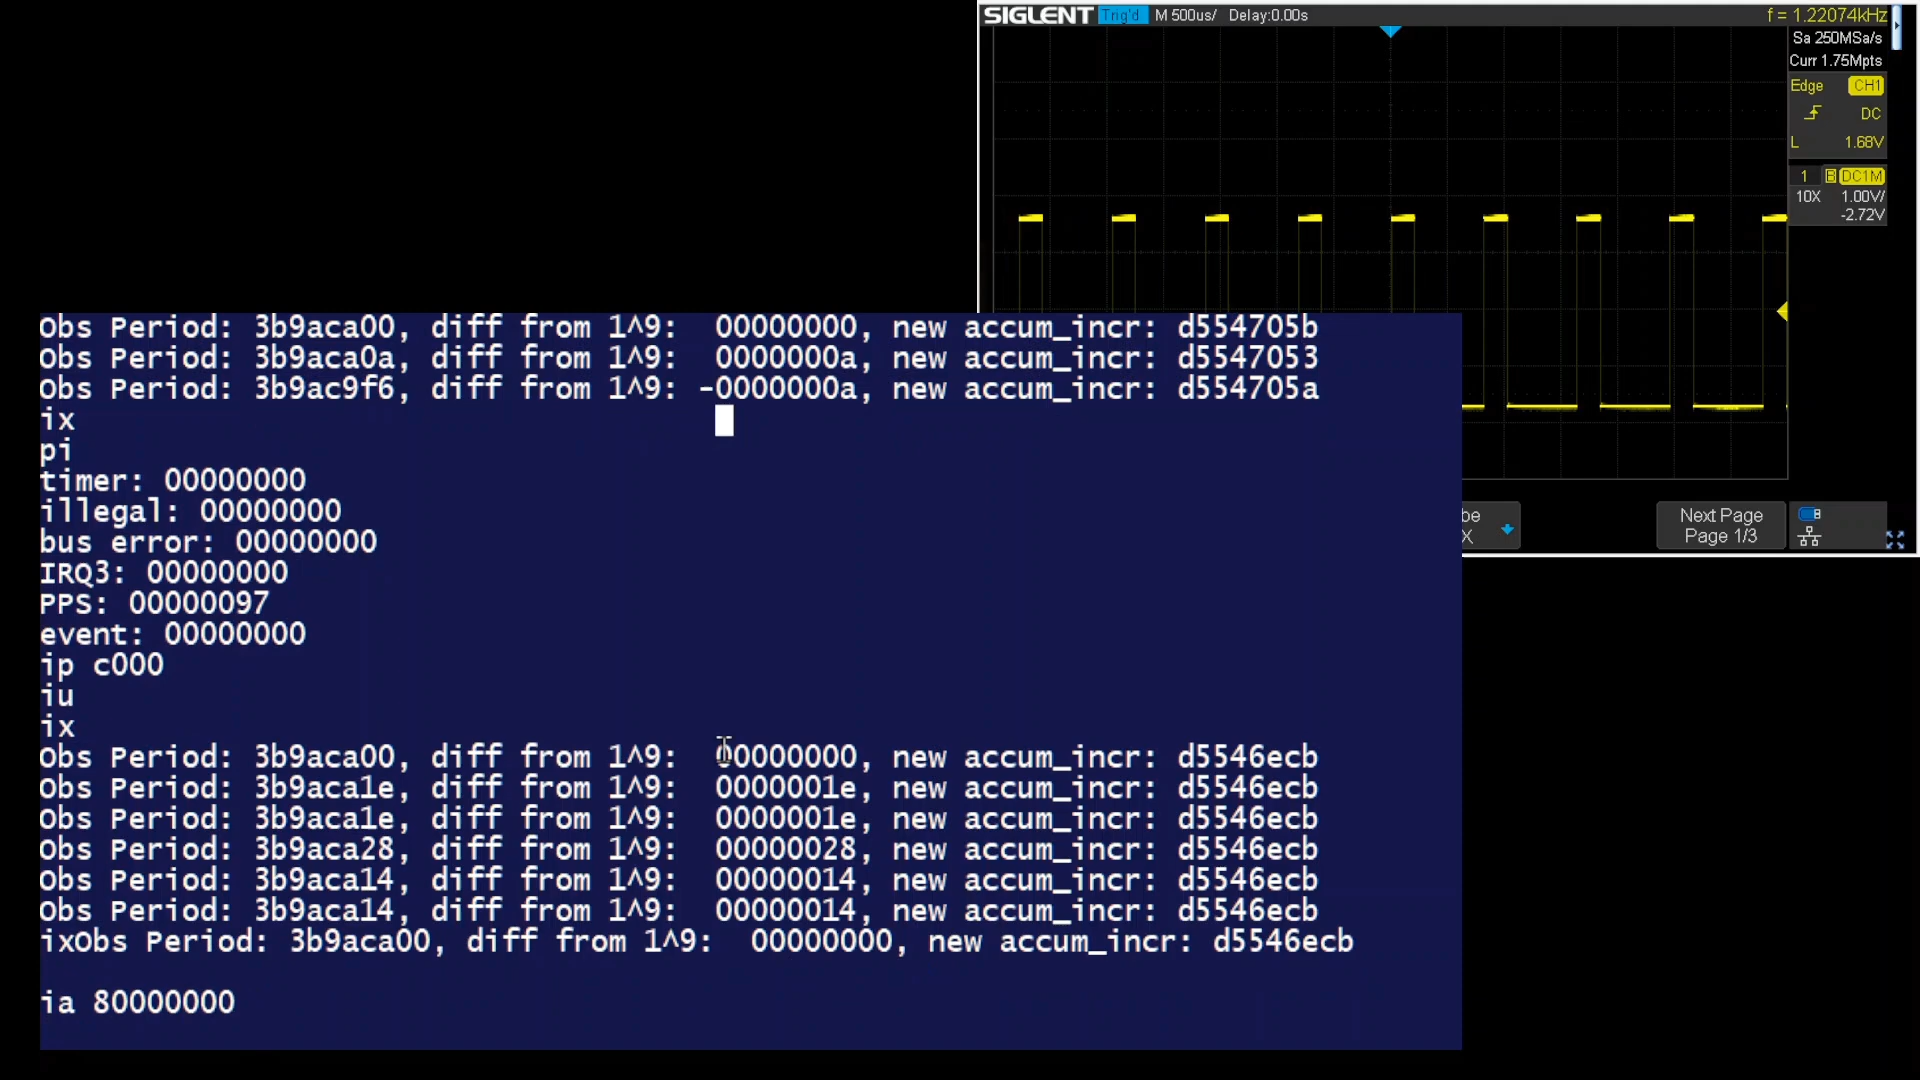 SIGLENT Trig'd M 500us/ Delay:0.00s f = 1.22074kHz
Sa 250MSa/s
Curr 1.75Mpts
Edge CH1
DC
L 1.68V
1 B DC1M
10X 1.00V/
-2.72V
Obs Period: 3b9aca00, diff from 1^9:  00000000, new accum_incr: d554705b
Obs Period: 3b9aca0a, diff from 1^9:  0000000a, new accum_incr: d5547053
Obs Period: 3b9ac9f6, diff from 1^9: -0000000a, new accum_incr: d554705a
ix
pi
timer: 00000000
illegal: 00000000
bus error: 00000000
IRQ3: 00000000
PPS: 00000097
event: 00000000
ip c000
iu
ix
Obs Period: 3b9aca00, diff from 1^9:  00000000, new accum_incr: d5546ecb
Obs Period: 3b9aca1e, diff from 1^9:  0000001e, new accum_incr: d5546ecb
Obs Period: 3b9aca1e, diff from 1^9:  0000001e, new accum_incr: d5546ecb
Obs Period: 3b9aca28, diff from 1^9:  00000028, new accum_incr: d5546ecb
Obs Period: 3b9aca14, diff from 1^9:  00000014, new accum_incr: d5546ecb
Obs Period: 3b9aca14, diff from 1^9:  00000014, new accum_incr: d5546ecb
ixObs Period: 3b9aca00, diff from 1^9:  00000000, new accum_incr: d5546ecb
ia 80000000
be
X
Next Page
Page 1/3